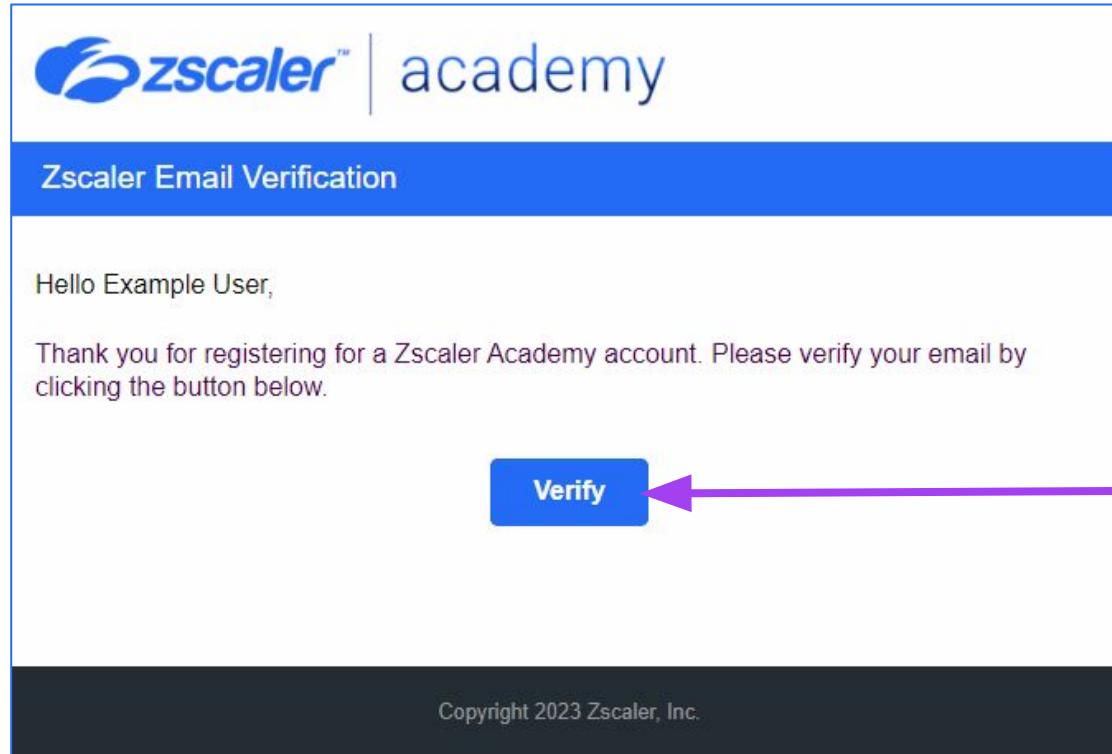 zscaler™ academy
Zscaler Email Verification
Hello Example User,
Thank you for registering for a Zscaler Academy account. Please verify your email by
clicking the button below.
Verify
Copyright 2023 Zscaler, Inc.